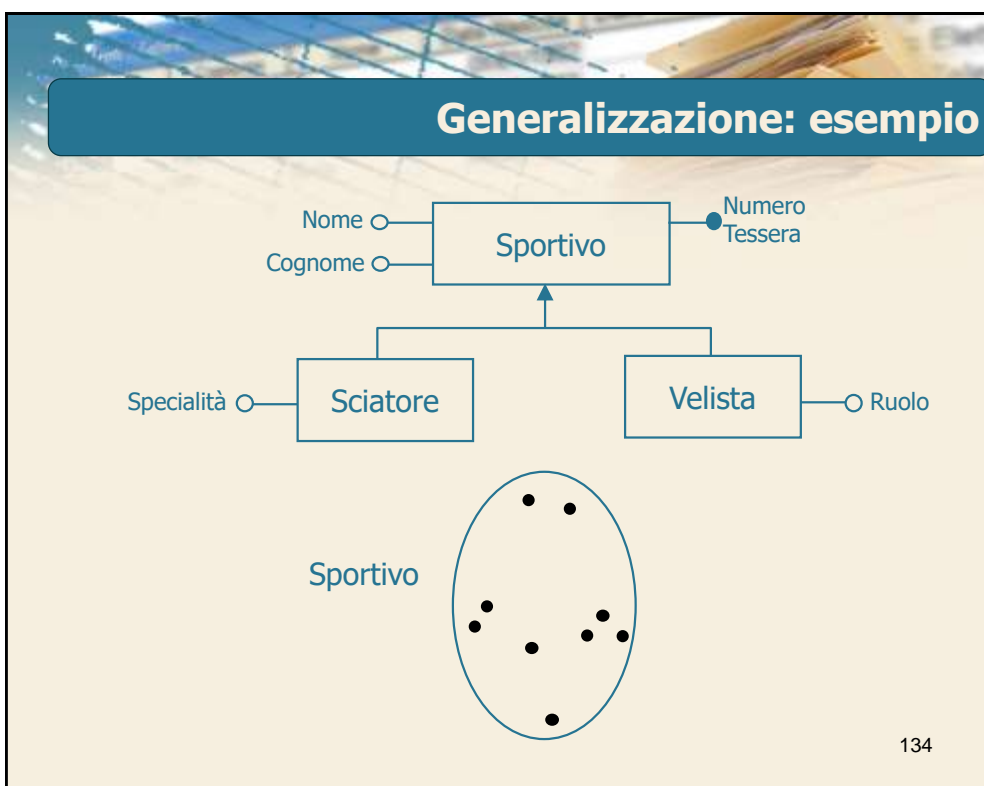 Generalizzazione: esempio
Nome
Numero
Tessera
Sportivo
Cognome
Specialità
Sciatore
Velista
Ruolo
Sportivo
134